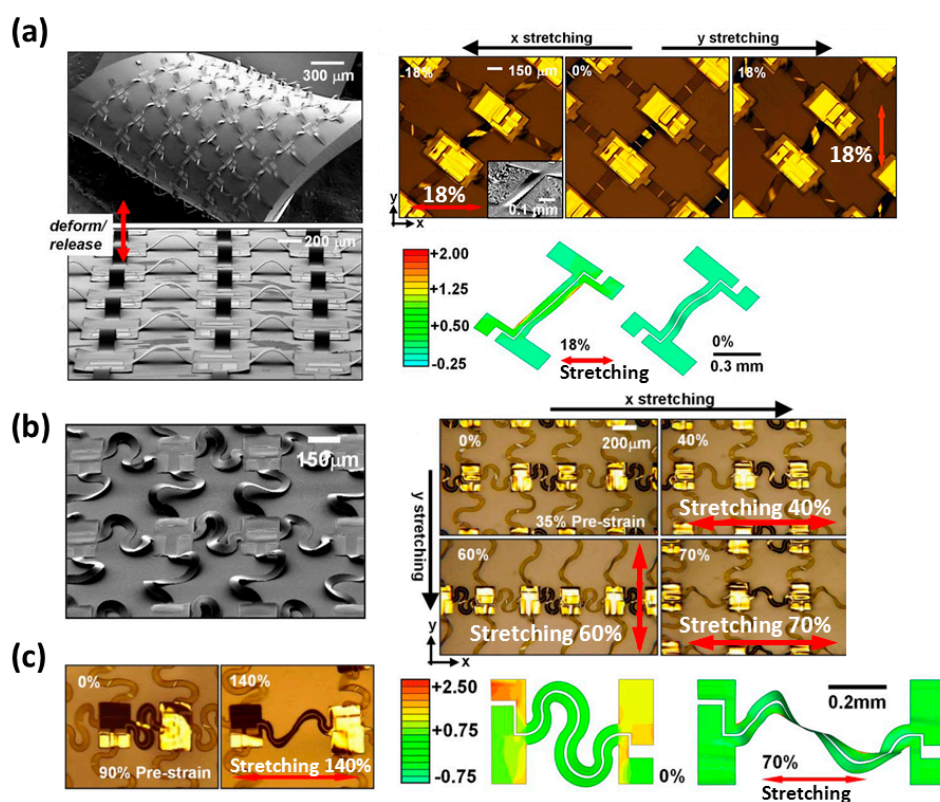 (a)
300 μm
deform/
release
200 μm
x stretching
y stretching
18%
150 μm
0%
18%
18%
18%
0.1 mm
y
x
+2.00
+1.25
+0.50
-0.25
18%
Stretching
0%
0.3 mm
(b)
150μm
x stretching
y stretching
0%
200μm
40%
35% Pre-strain
Stretching 40%
60%
70%
Stretching 60%
Stretching 70%
y
x
(c)
0%
140%
90% Pre-strain
Stretching 140%
+2.50
+0.75
-0.75
0%
0.2mm
70%
Stretching